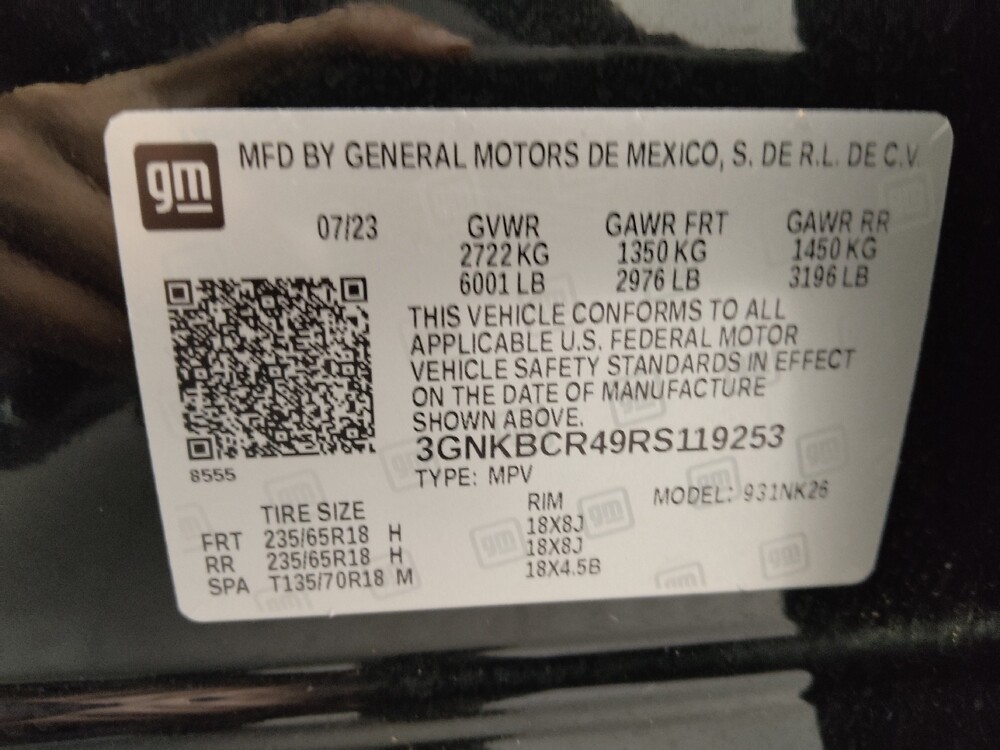 gm MFD BY GENERAL MOTORS DE MEXICO, S. DE R.L. DE C.V.
07/23 GVWR GAWR FRT GAWR RR
2722 KG 1350 KG 1450 KG
6001 LB 2976 LB 3196 LB
THIS VEHICLE CONFORMS TO ALL
APPLICABLE U.S. FEDERAL MOTOR
VEHICLE SAFETY STANDARDS IN EFFECT
ON THE DATE OF MANUFACTURE
SHOWN ABOVE.
3GNKBCR49RS119253
8555
TYPE: MPV
MODEL: 931NK26
TIRE SIZE RIM
FRT 235/65R18 H 18X8J
RR 235/65R18 H 18X8J
SPA T135/70R18 M 18X4.5B